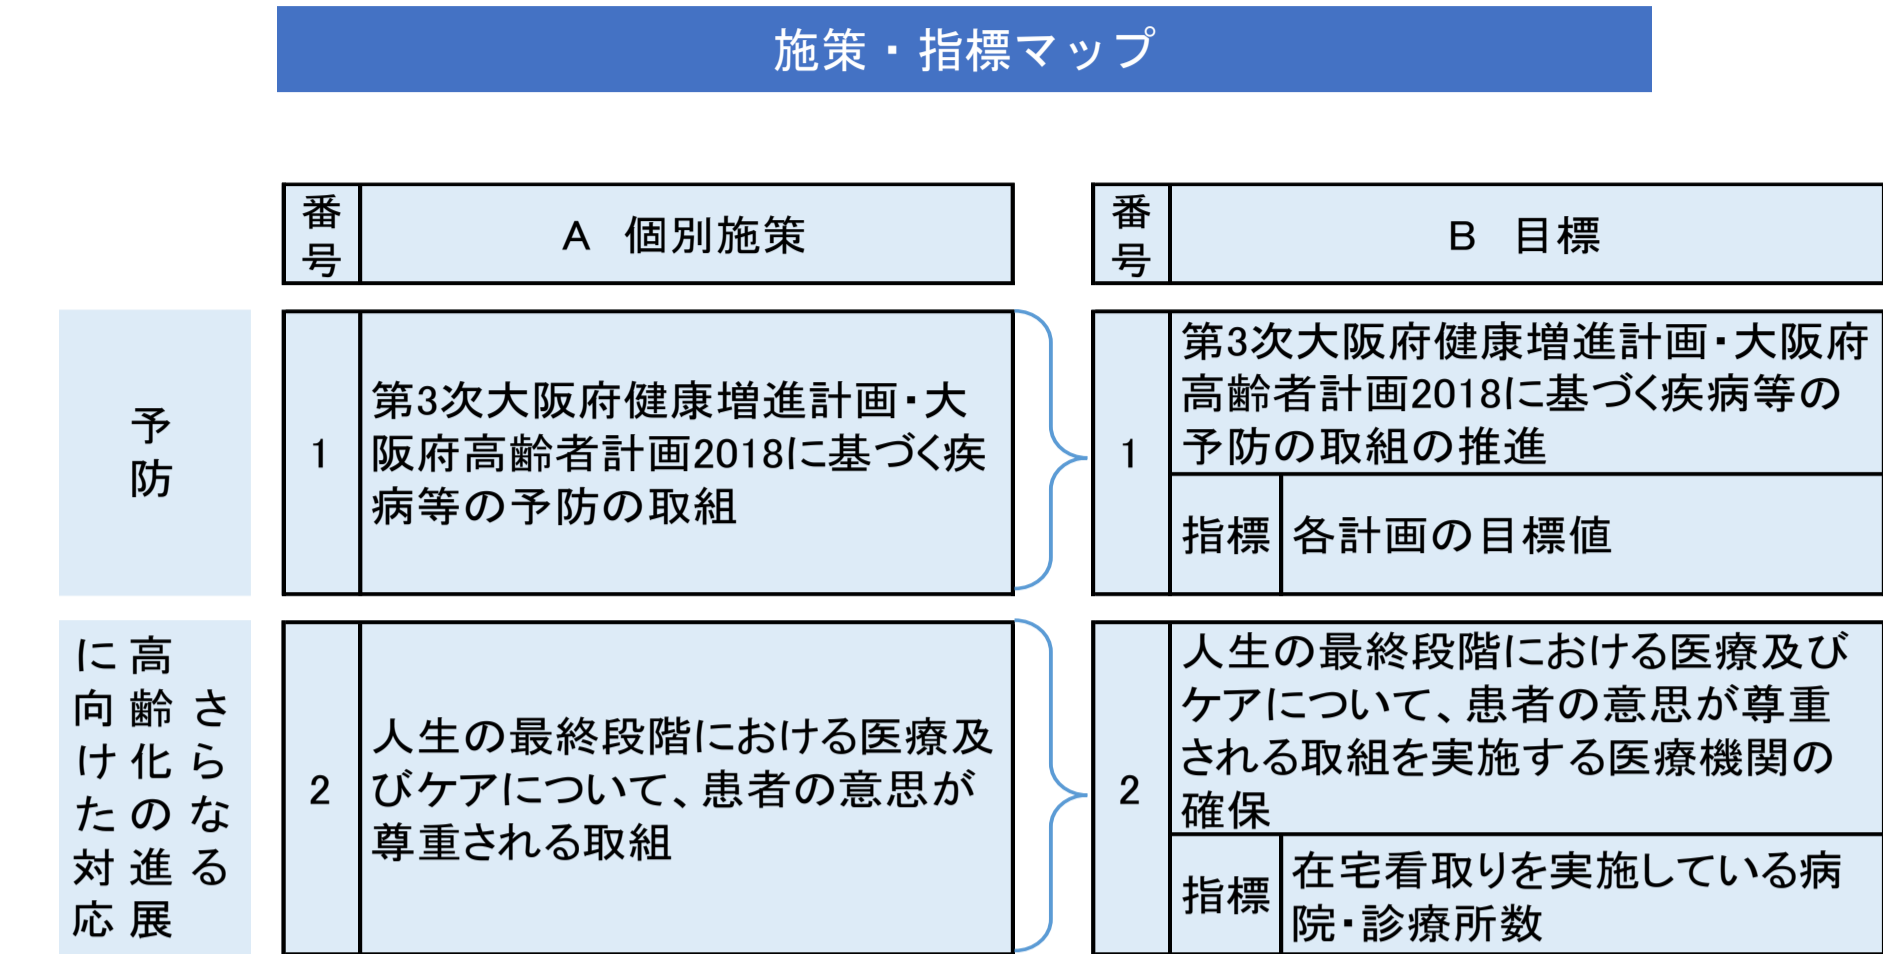 施策・指標マップ
番号
A 個別施策
番号
B 目標
予防
1
第3次大阪府健康増進計画・大
阪府高齢者計画2018に基づく疾
病等の予防の取組
1
第3次大阪府健康増進計画・大阪府
高齢者計画2018に基づく疾病等の
予防の取組の推進
指標
各計画の目標値
さらなる
高齢化の進展
に向けた対応
2
人生の最終段階における医療及
びケアについて、患者の意思が
尊重される取組
2
人生の最終段階における医療及び
ケアについて、患者の意思が尊重
される取組を実施する医療機関の
確保
指標
在宅看取りを実施している病
院・診療所数